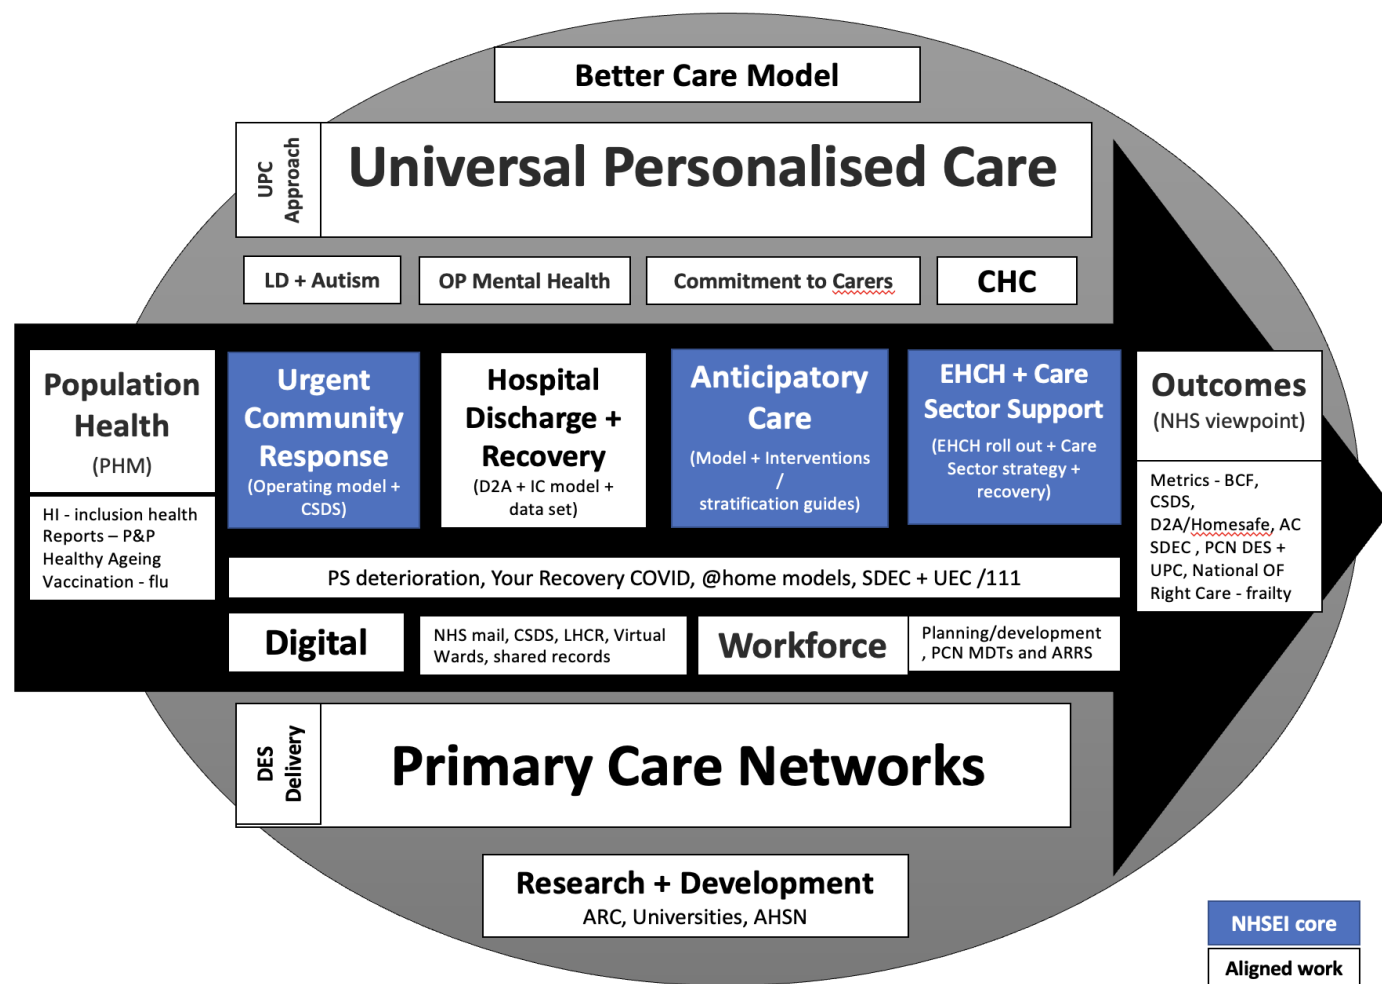 Better Care Model
UPC
Approach
Universal Personalised Care
LD + Autism
OP Mental Health
Commitment to Carers
CHC
Population
Health
(PHM)
HI - inclusion health
Reports – P&P
Healthy Ageing
Vaccination - flu
Urgent
Community
Response
(Operating model +
CSDS)
Hospital
Discharge +
Recovery
(D2A + IC model +
data set)
Anticipatory
Care
(Model + Interventions
/
stratification guides)
EHCH + Care
Sector Support
(EHCH roll out + Care
Sector strategy +
recovery)
Outcomes
(NHS viewpoint)
Metrics - BCF,
CSDS,
D2A/Homesafe, AC
SDEC , PCN DES +
UPC, National OF
Right Care - frailty
PS deterioration, Your Recovery COVID, @home models, SDEC + UEC /111
Digital
NHS mail, CSDS, LHCR, Virtual
Wards, shared records
Workforce
Planning/development
, PCN MDTs and ARRS
DES
Delivery
Primary Care Networks
Research + Development
ARC, Universities, AHSN
NHSEI core
Aligned work